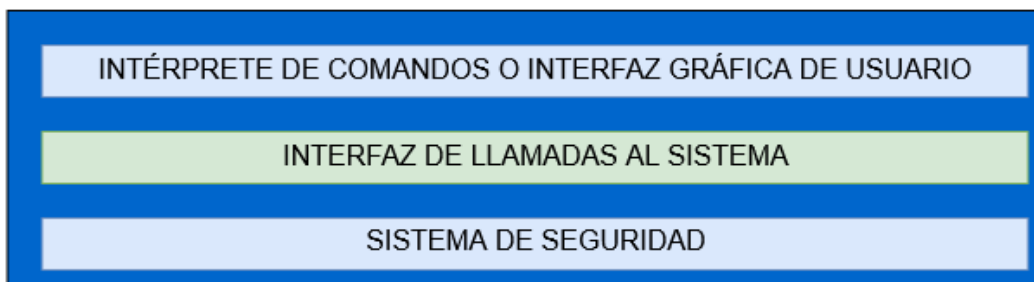 INTÉRPRETE DE COMANDOS O INTERFAZ GRÁFICA DE USUARIO
INTERFAZ DE LLAMADAS AL SISTEMA
SISTEMA DE SEGURIDAD